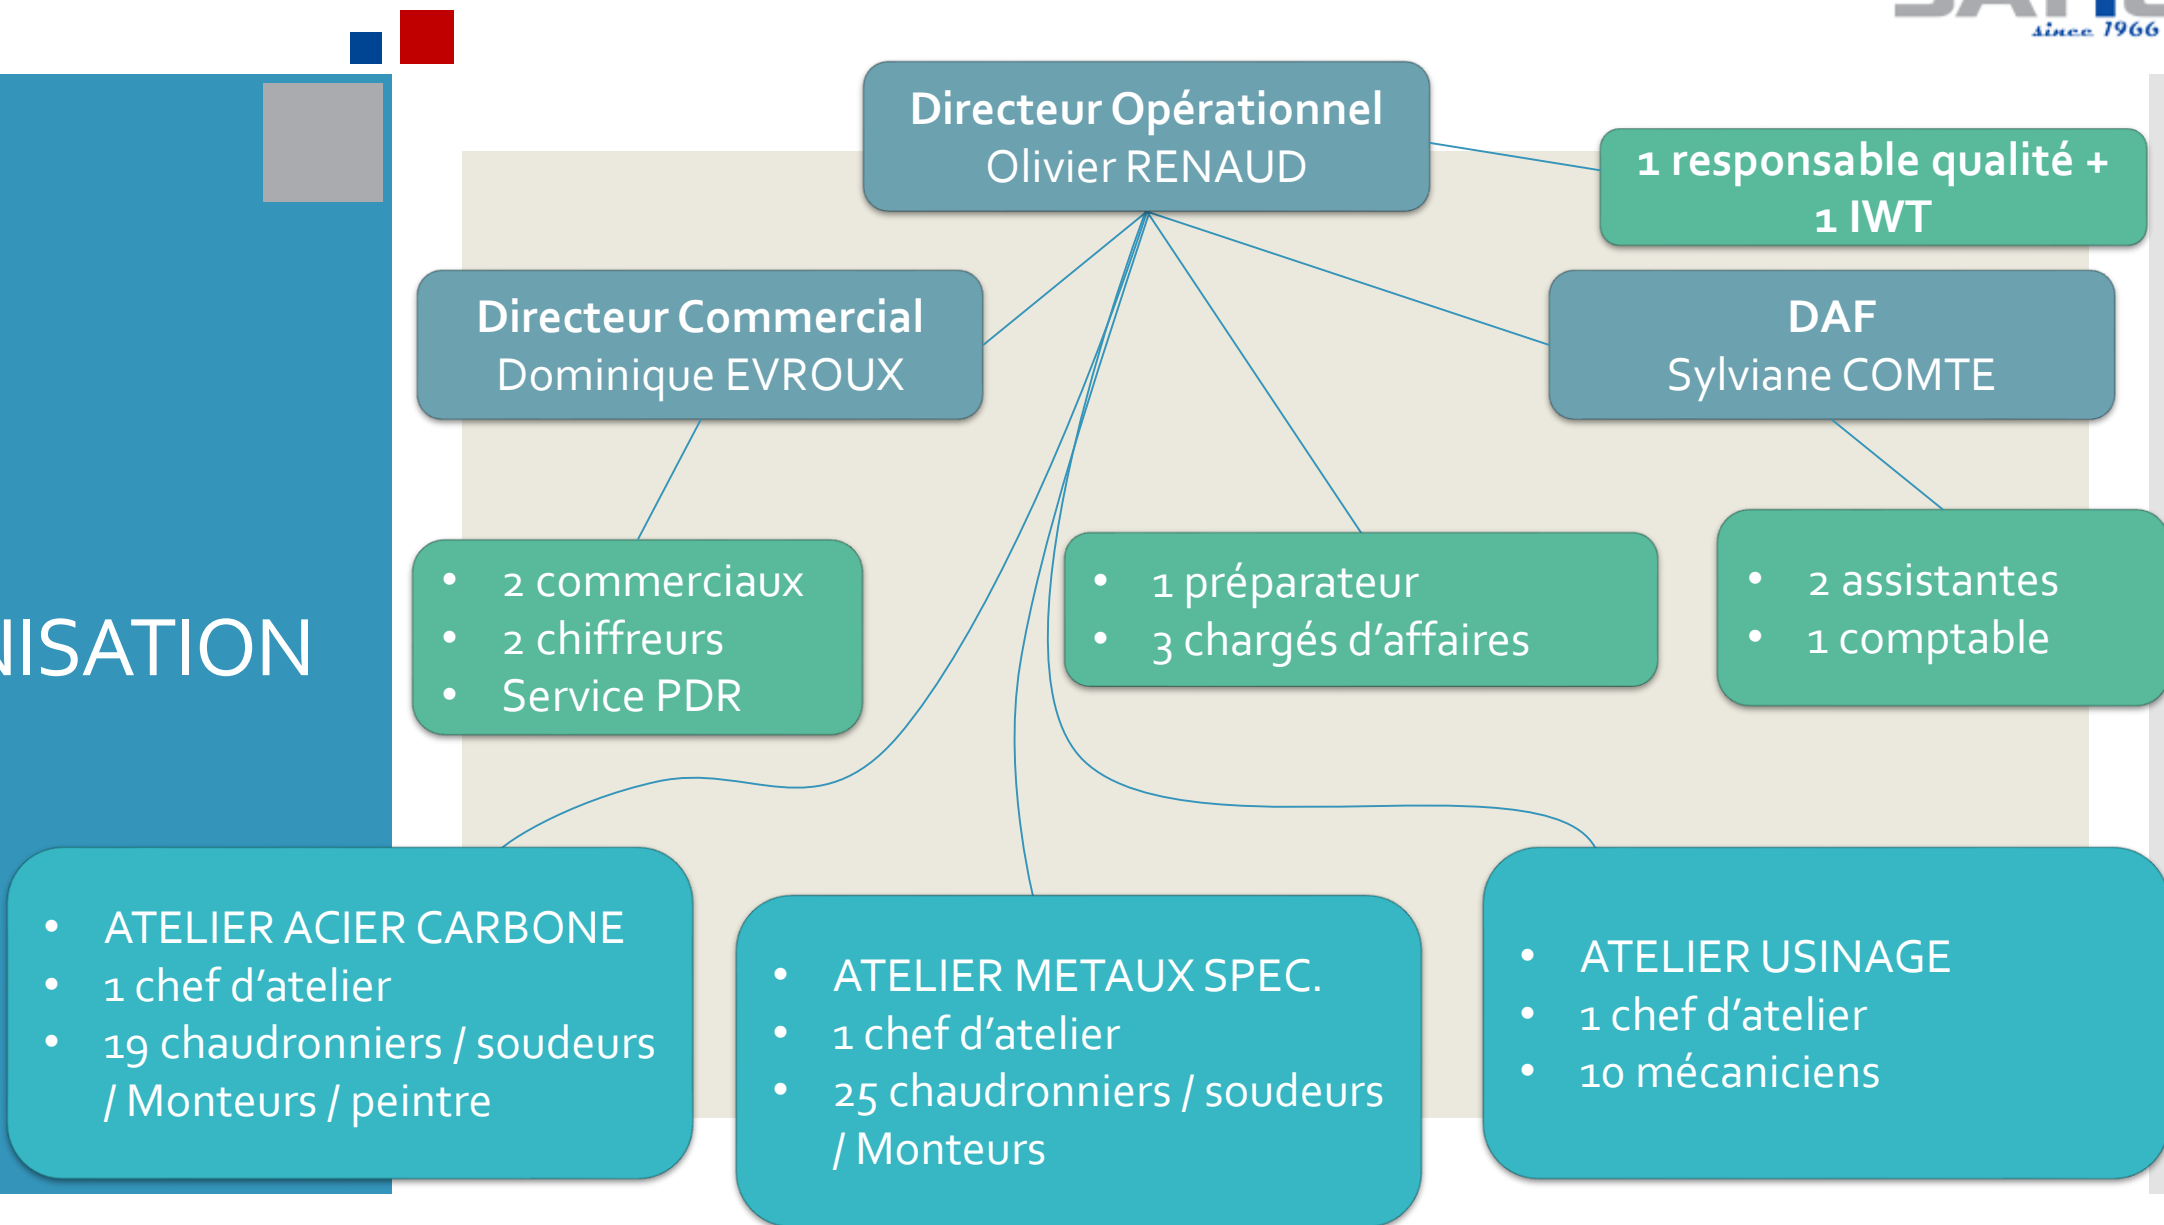 since 1966
Directeur Opérationnel
Olivier RENAUD
1 responsable qualité +
1 IWT
Directeur Commercial
Dominique EVROUX
DAF
Sylviane COMTE
NISATION
• 2 commerciaux
• 2 chiffreurs
• Service PDR
• 1 préparateur
• 3 chargés d’affaires
• 2 assistantes
• 1 comptable
• ATELIER ACIER CARBONE
• 1 chef d’atelier
• 19 chaudronniers / soudeurs
/ Monteurs / peintre
• ATELIER METAUX SPEC.
• 1 chef d’atelier
• 25 chaudronniers / soudeurs
/ Monteurs
• ATELIER USINAGE
• 1 chef d’atelier
• 10 mécaniciens